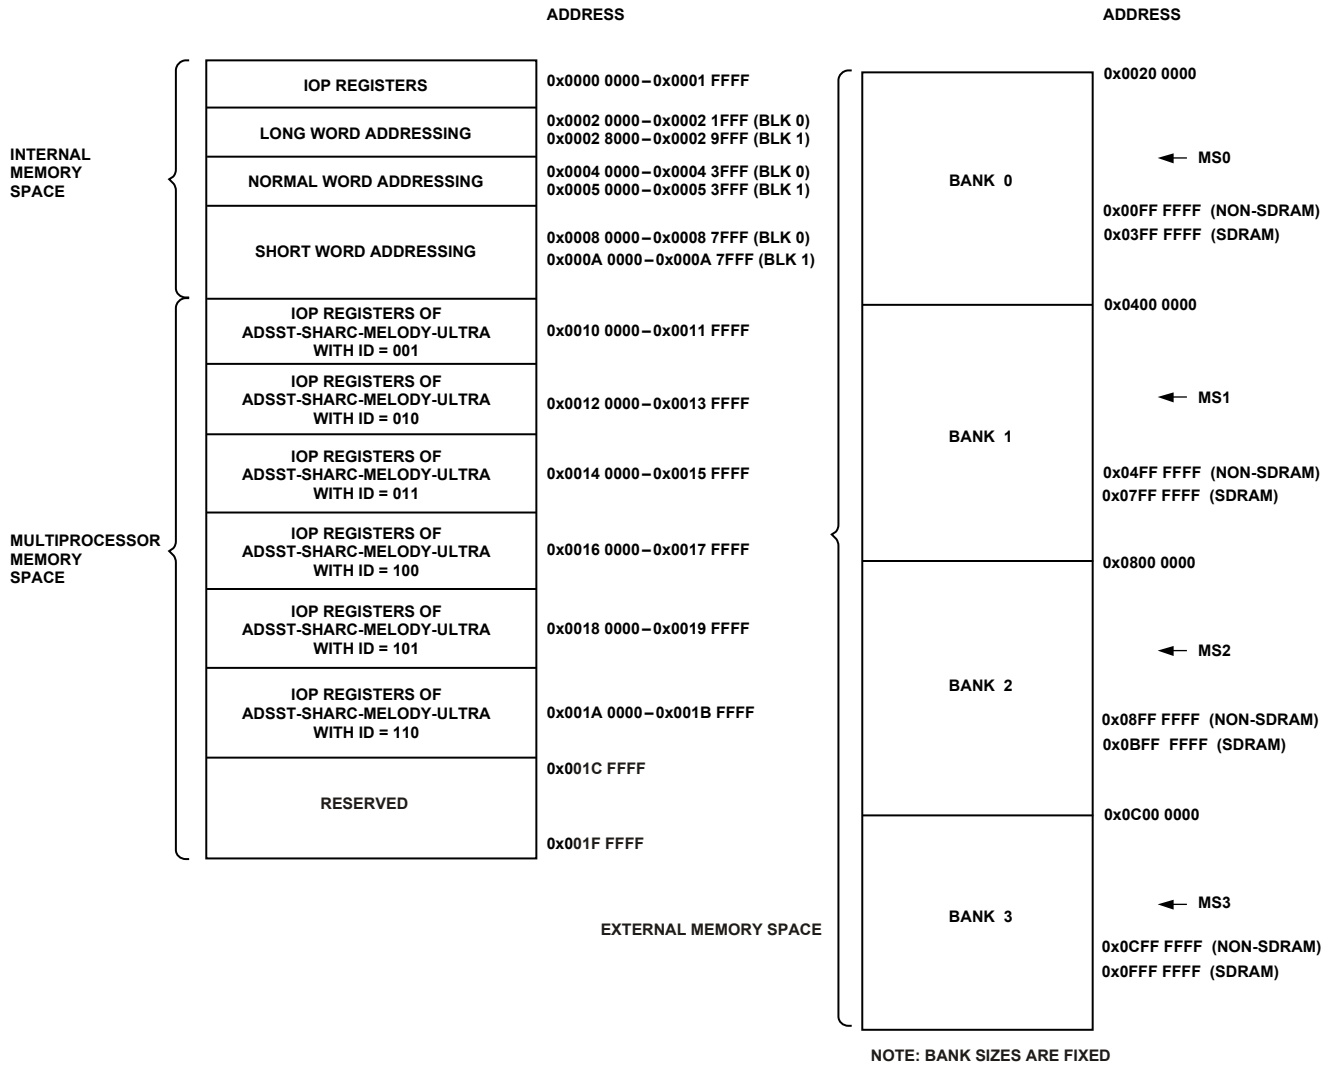 ADDRESS
IOP REGISTERS
0x0000 0000–0x0001 FFFF
LONG WORD ADDRESSING
0x0002 0000–0x0002 1FFF (BLK 0)
0x0002 8000–0x0002 9FFF (BLK 1)
INTERNAL
MEMORY
SPACE
NORMAL WORD ADDRESSING
0x0004 0000–0x0004 3FFF (BLK 0)
0x0005 0000–0x0005 3FFF (BLK 1)
SHORT WORD ADDRESSING
0x0008 0000–0x0008 7FFF (BLK 0)
0x000A 0000–0x000A 7FFF (BLK 1)
IOP REGISTERS OF
ADSST-SHARC-MELODY-ULTRA
WITH ID = 001
0x0010 0000–0x0011 FFFF
IOP REGISTERS OF
ADSST-SHARC-MELODY-ULTRA
WITH ID = 010
0x0012 0000–0x0013 FFFF
IOP REGISTERS OF
ADSST-SHARC-MELODY-ULTRA
WITH ID = 011
0x0014 0000–0x0015 FFFF
MULTIPROCESSOR
MEMORY
SPACE
IOP REGISTERS OF
ADSST-SHARC-MELODY-ULTRA
WITH ID = 100
0x0016 0000–0x0017 FFFF
IOP REGISTERS OF
ADSST-SHARC-MELODY-ULTRA
WITH ID = 101
0x0018 0000–0x0019 FFFF
IOP REGISTERS OF
ADSST-SHARC-MELODY-ULTRA
WITH ID = 110
0x001A 0000–0x001B FFFF
0x001C FFFF
RESERVED
0x001F FFFF
ADDRESS
0x0020 0000
MS0
BANK 0
0x00FF FFFF (NON-SDRAM)
0x03FF FFFF (SDRAM)
0x0400 0000
MS1
BANK 1
0x04FF FFFF (NON-SDRAM)
0x07FF FFFF (SDRAM)
0x0800 0000
MS2
BANK 2
0x08FF FFFF (NON-SDRAM)
0x0BFF FFFF (SDRAM)
0x0C00 0000
MS3
BANK 3
EXTERNAL MEMORY SPACE
0x0CFF FFFF (NON-SDRAM)
0x0FFF FFFF (SDRAM)
NOTE: BANK SIZES ARE FIXED